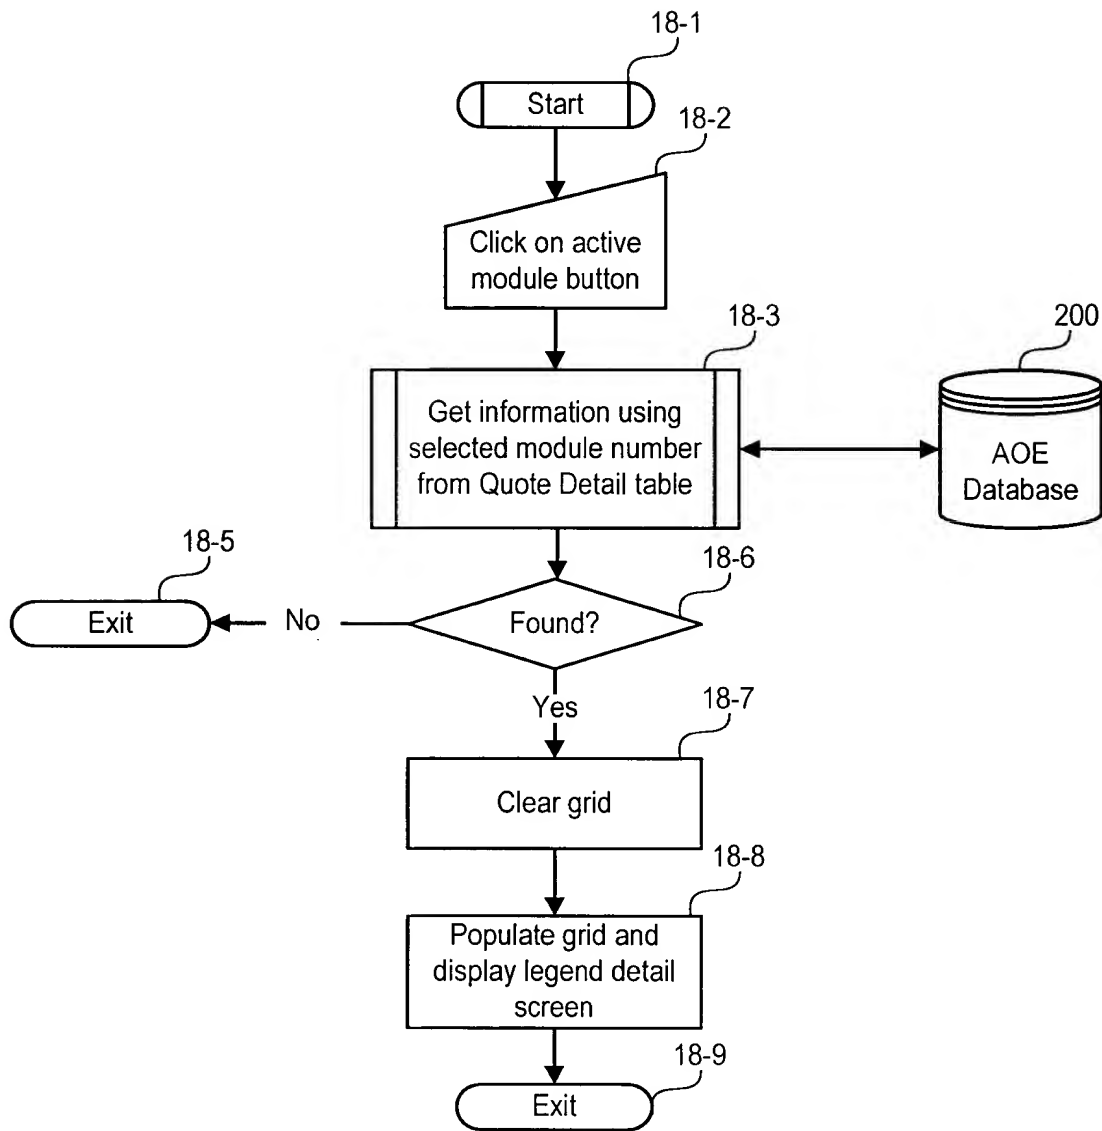 18-1
Start
18-2
Click on active
module button
18-3
200
Get information using
selected module number
from Quote Detail table
AOE
Database
18-5
18-6
Exit
No
Found?
Yes
18-7
Clear grid
18-8
Populate grid and
display legend detail
screen
18-9
Exit